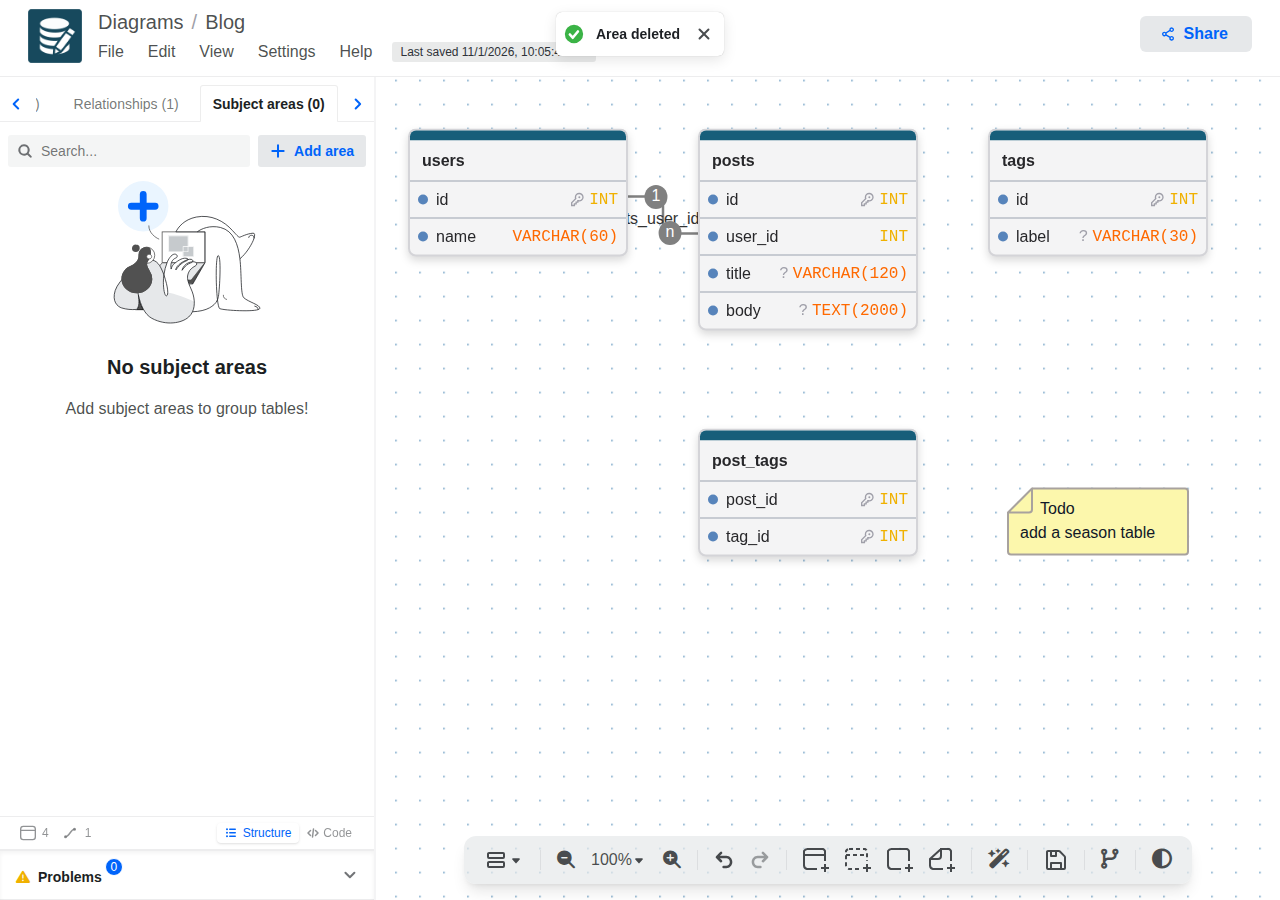 Diagrams / Blog
File Edit View Settings Help
Last saved 11/1/2026, 10:05:
Area deleted
Share
) Relationships (1) Subject areas (0)
Search...
Add area
No subject areas
Add subject areas to group tables!
users
id INT
name VARCHAR(60)
1
ts_user_id
n
posts
id INT
user_id INT
title ? VARCHAR(120)
body ? TEXT(2000)
tags
id INT
label ? VARCHAR(30)
post_tags
post_id INT
tag_id INT
Todo
add a season table
4 1 Structure Code
Problems 0
100%